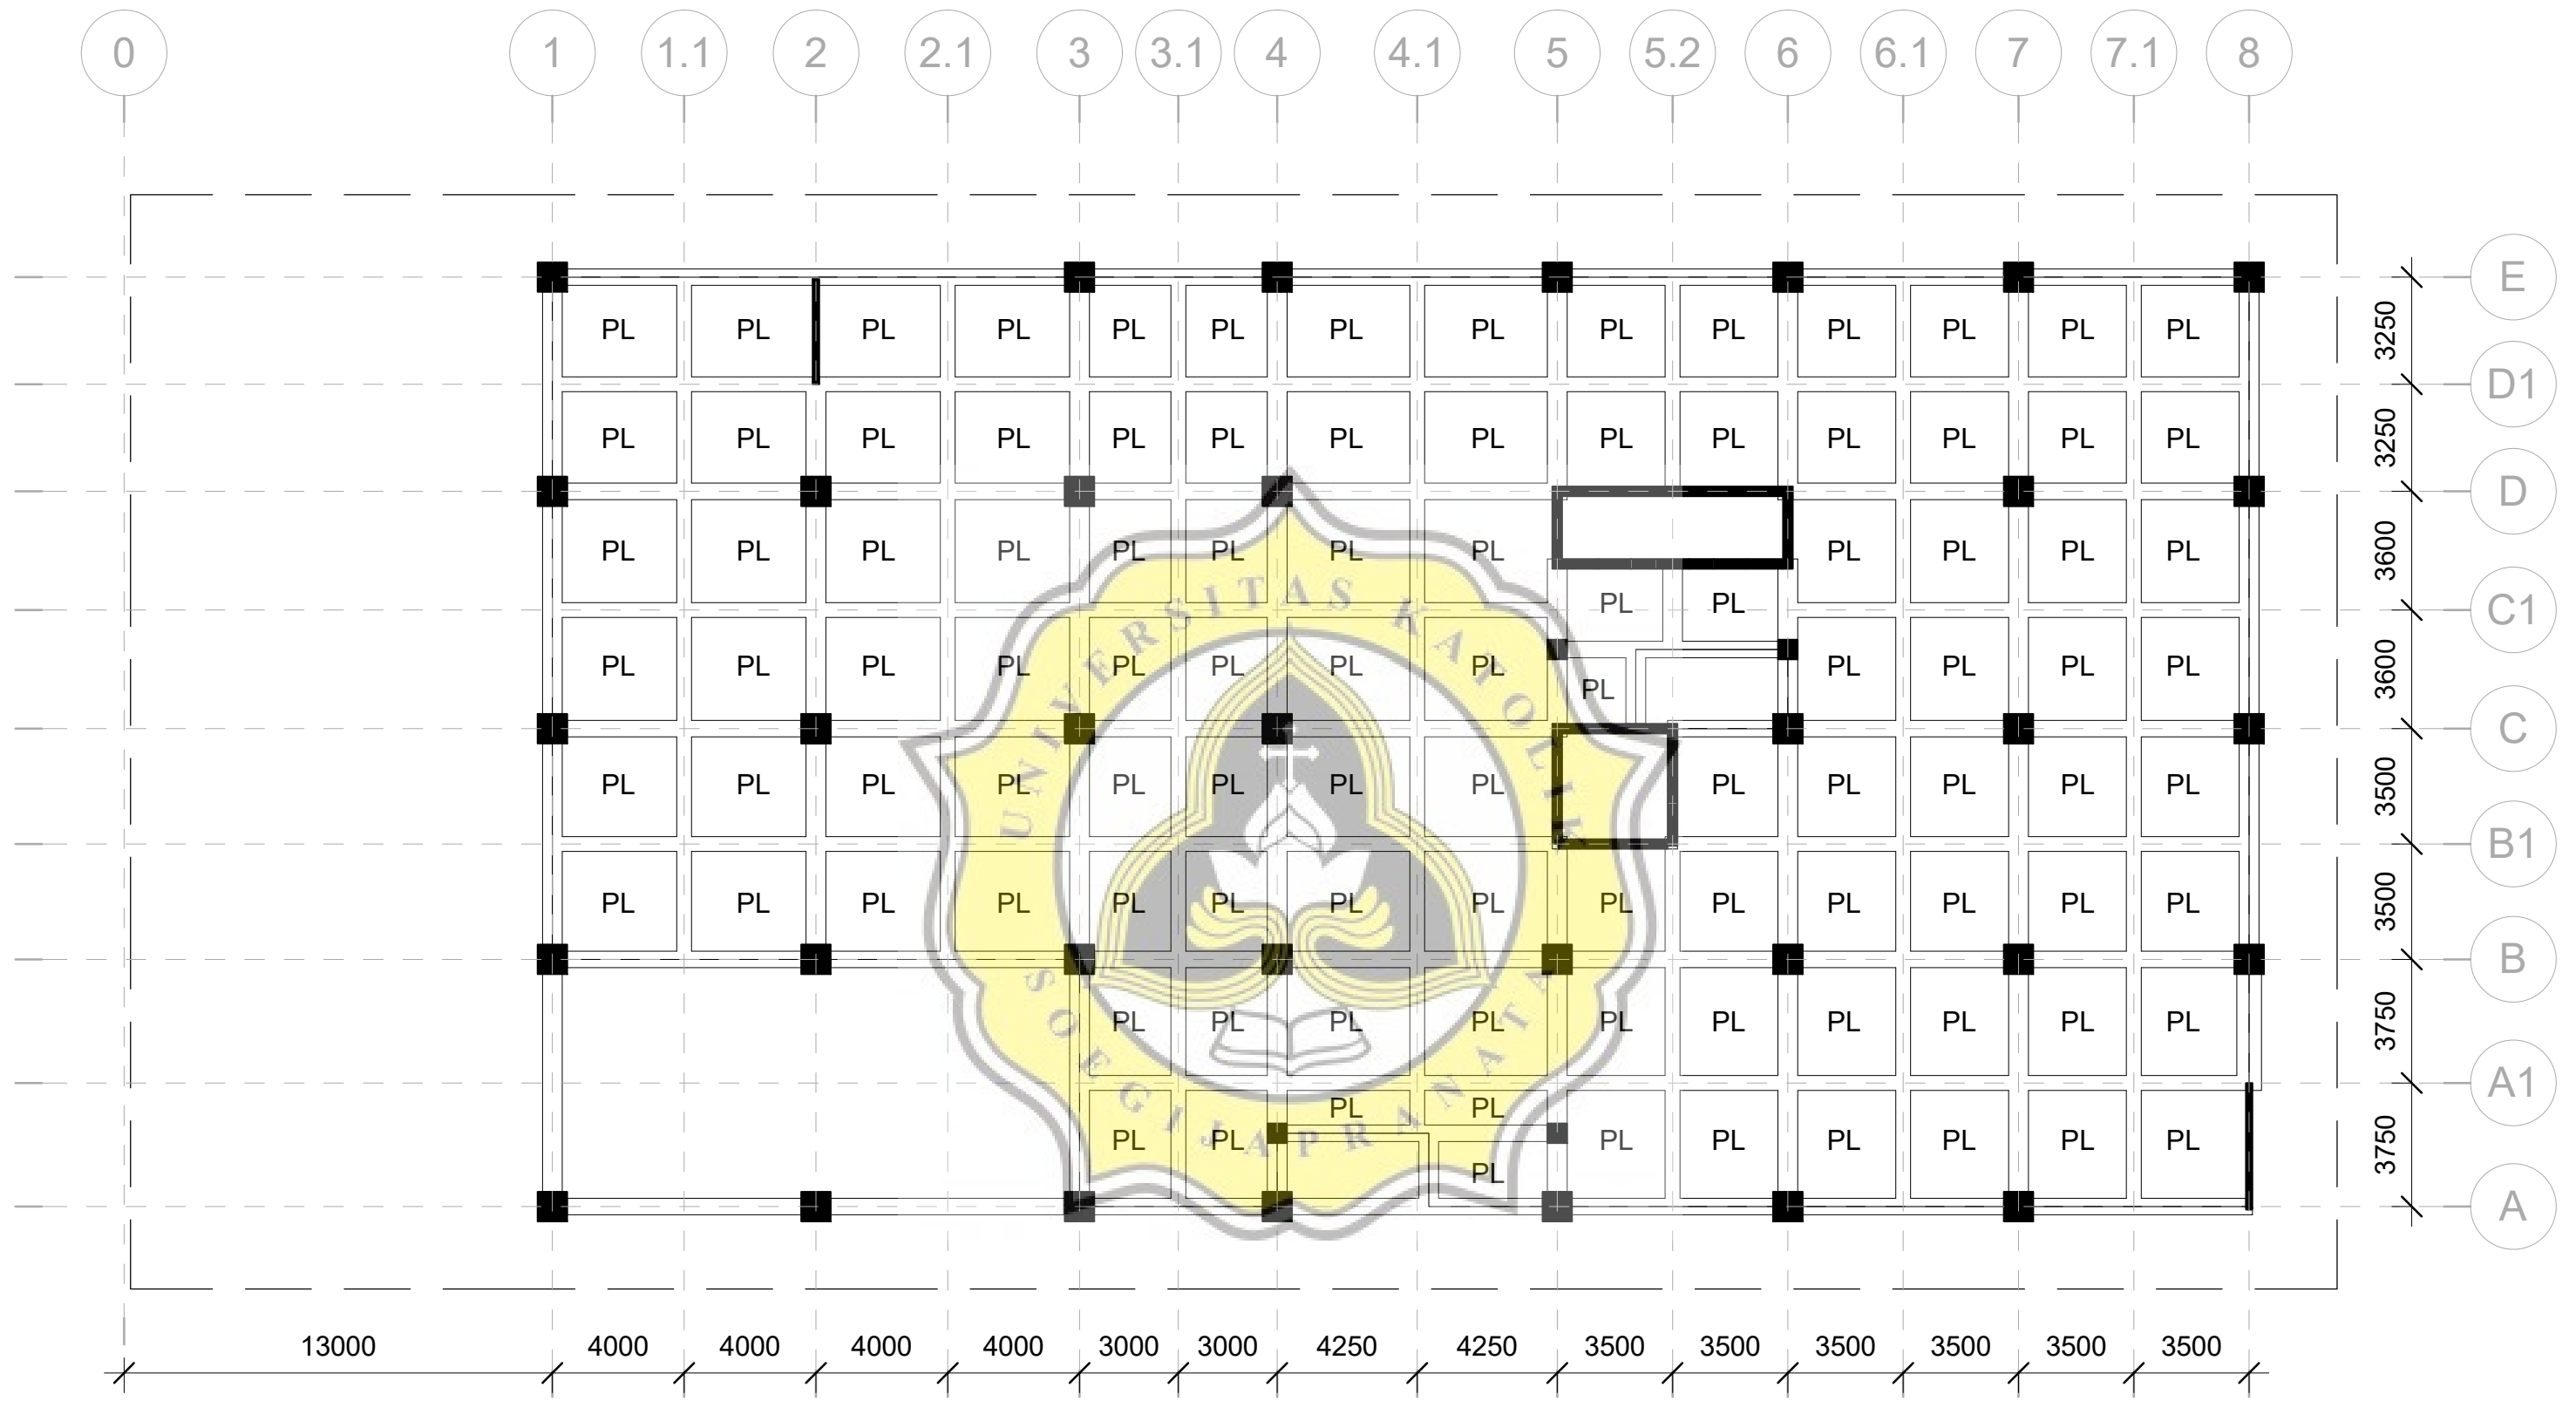 0 1 1.1 2 2.1 3 3.1 4 4.1 5 5.2 6 6.1 7 7.1 8
E
3250
PL PL PL PL PL PL PL PL PL PL PL PL PL PL
D1
3250
PL PL PL PL PL PL PL PL PL PL PL PL PL PL
D
3600
PL PL PL PL PL PL PL PL PL PL PL PL
PL PL
C1
3600
PL PL PL PL PL PL PL PL PL PL PL PL
PL
C
3500
PL PL PL PL PL PL PL PL PL PL PL PL PL
B1
3500
PL PL PL PL PL PL PL PL PL PL PL PL PL PL
B
3750
PL PL PL PL PL PL PL PL PL PL
A1
PL PL
3750
PL PL PL PL PL PL PL PL
PL
A
UNIVERSITAS KATOLIK
SOEGIJAPRANATA
13000 4000 4000 4000 4000 3000 3000 4250 4250 3500 3500 3500 3500 3500 3500